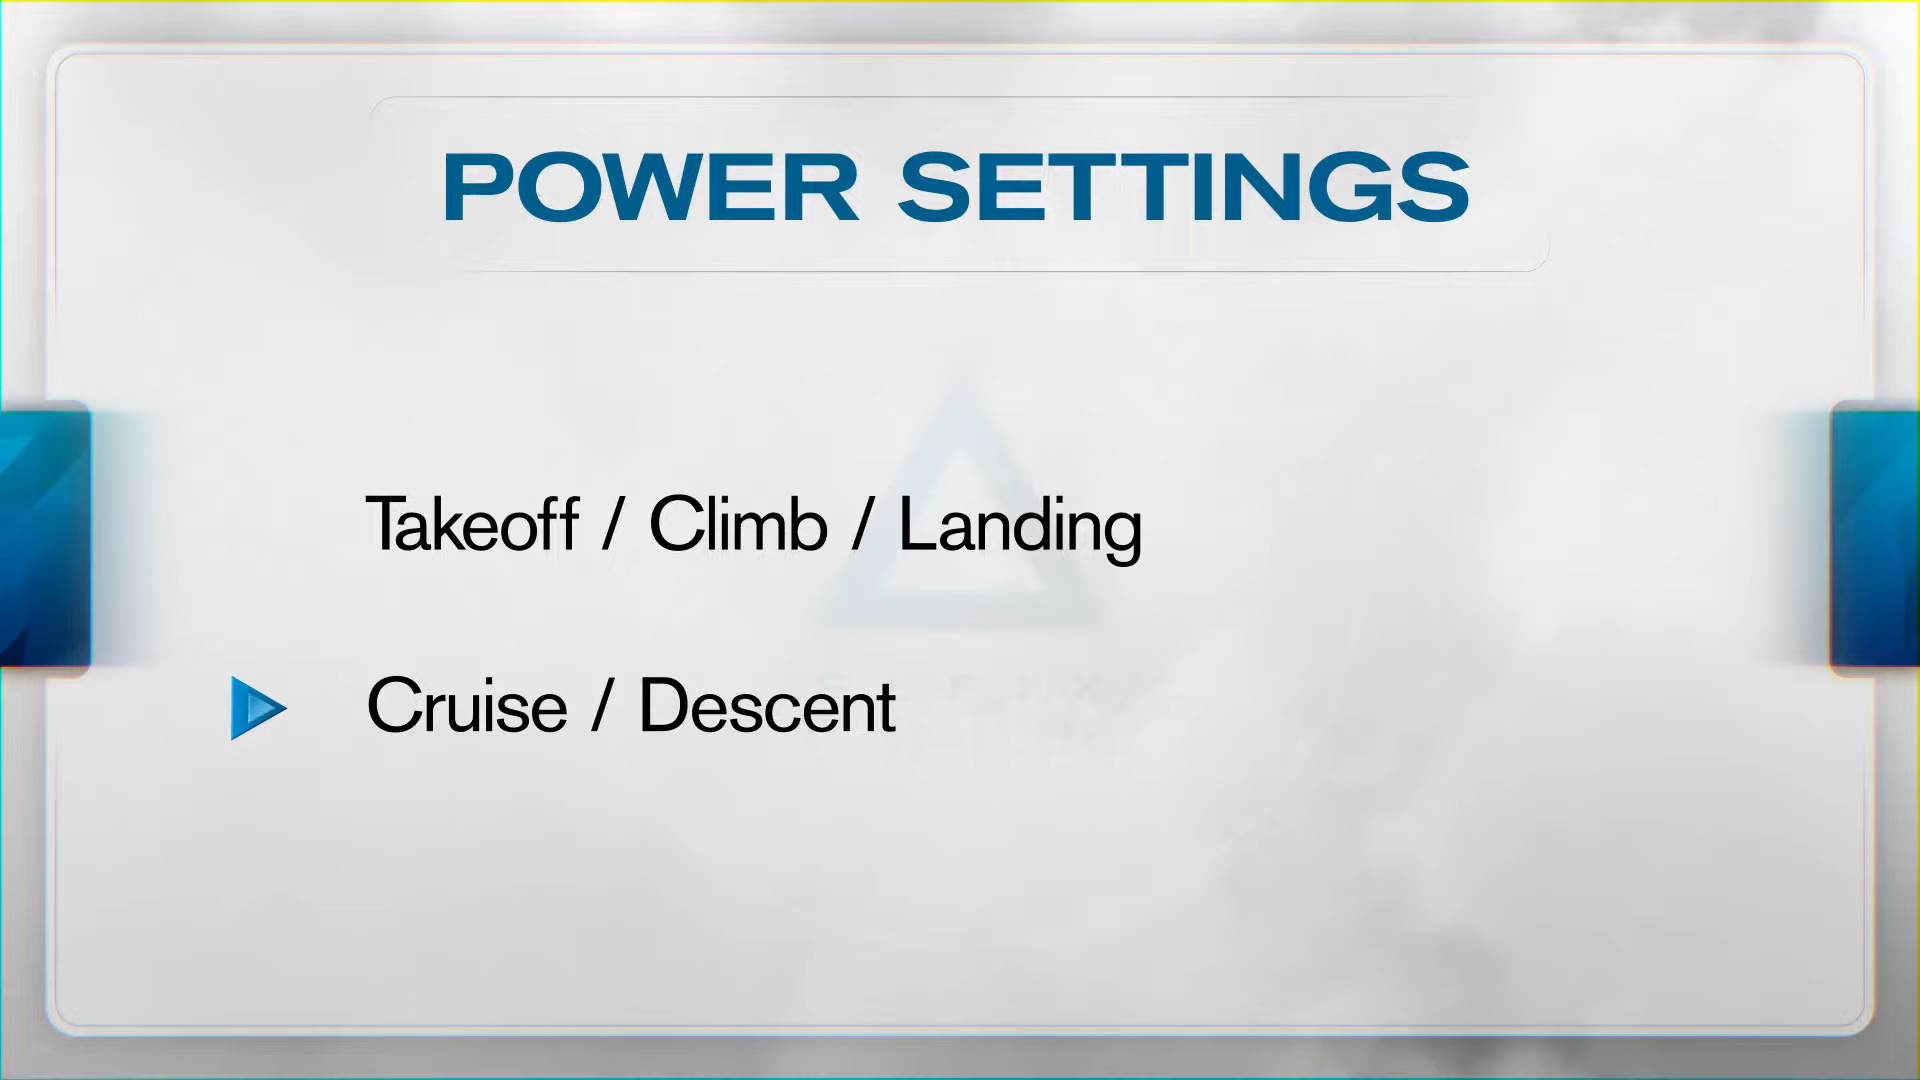 POWER SETTINGS
Takeoff / Climb / Landing
Cruise / Descent